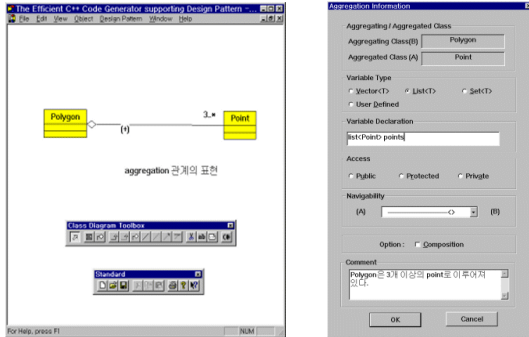 The Efficient C++ Code Generator supporting Design Pattern -...
File Edit View Object Design Pattern Window Help
Polygon
(+)
3..*
Point
aggregation 관계의 표현
Class Diagram Toolbox
Standard
For Help, press F1
NUM
Aggregation Information
Aggregating / Aggregated Class
Aggregating Class(B) Polygon
Aggregated Class (A) Point
Variable Type
Vector<T> List<T> Set<T>
User Defined
Variable Declaration
list<Point> points
Access
Public Protected Private
Navigability
(A) (B)
Option : Composition
Comment
Polygon은 3개 이상의 point로 이루어져
있다.
OK Cancel